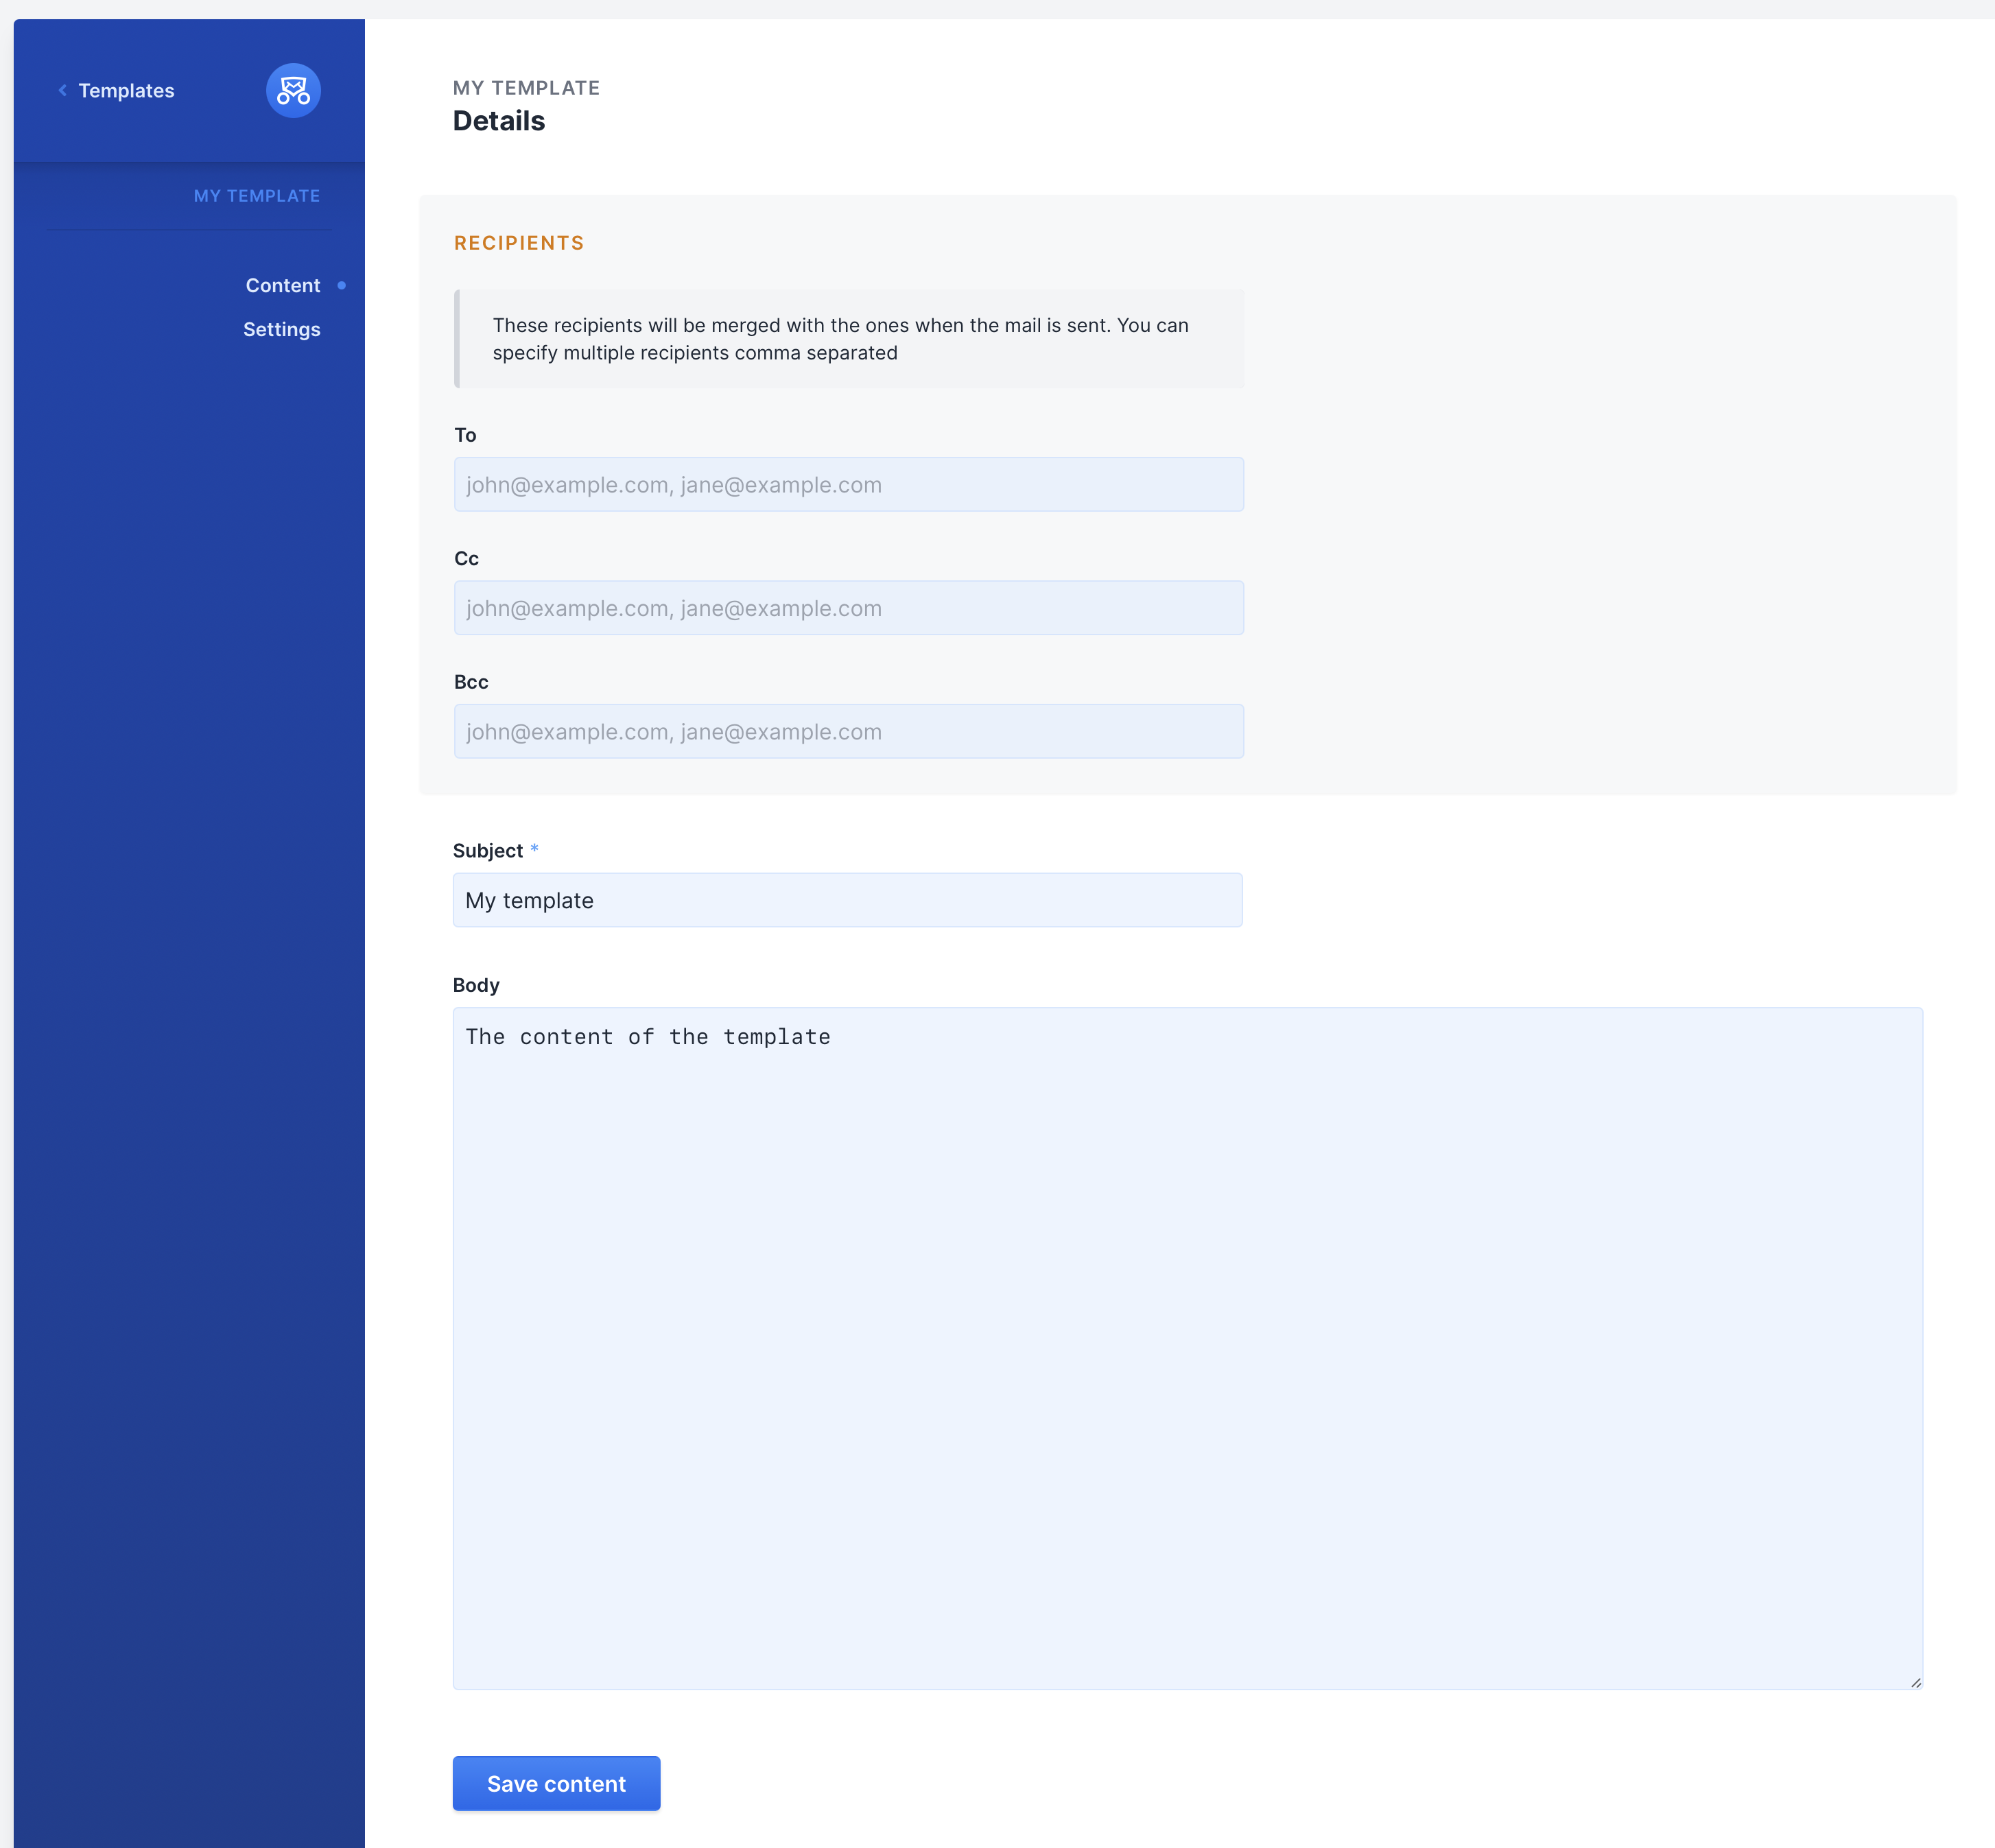 Templates
MY TEMPLATE
Content
Settings
MY TEMPLATE
Details
RECIPIENTS
These recipients will be merged with the ones when the mail is sent. You can
specify multiple recipients comma separated
To
john@example.com, jane@example.com
Cc
john@example.com, jane@example.com
Bcc
john@example.com, jane@example.com
Subject *
My template
Body
The content of the template
Save content